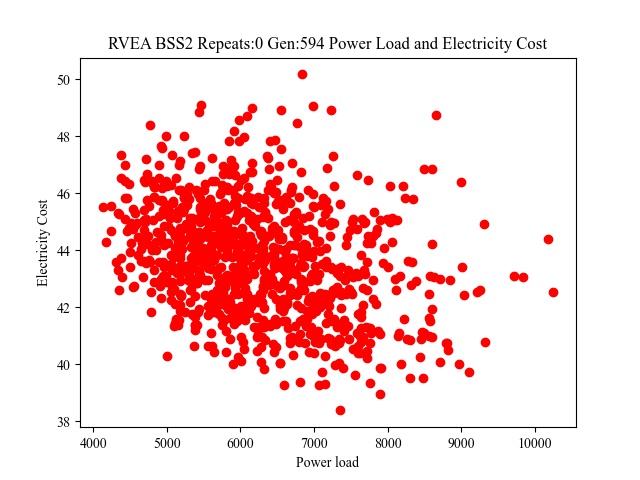 RVEA BSS2 Repeats:0 Gen:594 Power Load and Electricity Cost
50
48
46
44
42
40
38
Electricity Cost
4000 5000 6000 7000 8000 9000 10000
Power load